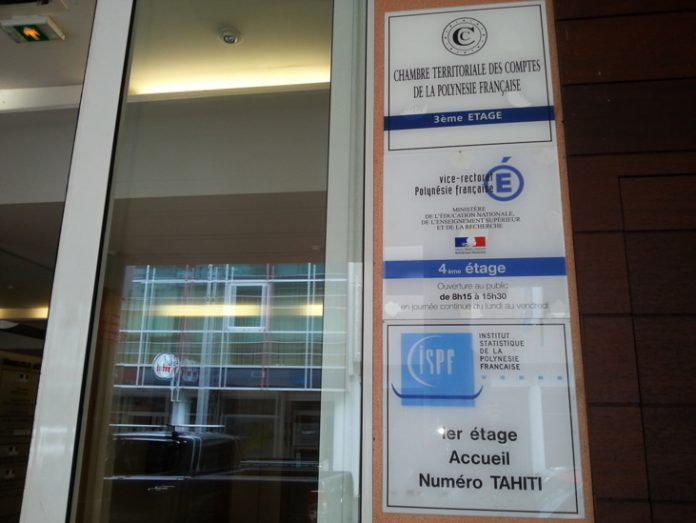 CC
CHAMBRE TERRITORIALE DES COMPTES
DE LA POLYNESIE FRANÇAISE
3ème ETAGE
vice-rectorat
Polynésie française
É
MINISTÈRE
DE L'ÉDUCATION NATIONALE,
DE L'ENSEIGNEMENT SUPÉRIEUR
ET DE LA RECHERCHE
4ème étage
Ouverture au public
de 8h15 à 15h30
en journée continue du lundi au vendredi
ISPF
INSTITUT
STATISTIQUE
DE LA
POLYNÉSIE
FRANÇAISE
1er étage
Accueil
Numéro TAHITI